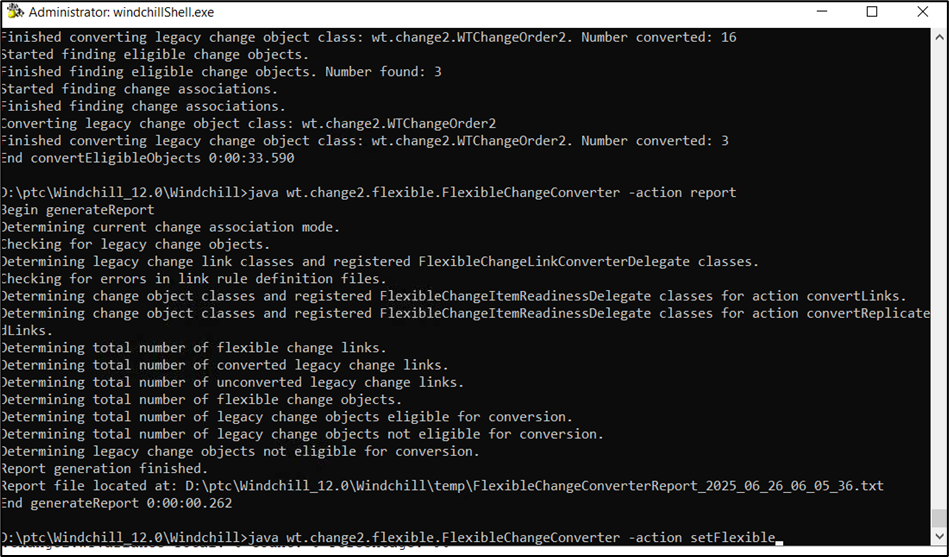 Administrator: windchillShell.exe
Finished converting legacy change object class: wt.change2.WTChangeOrder2. Number converted: 16
Started finding eligible change objects.
Finished finding eligible change objects. Number found: 3
Started finding change associations.
Finished finding change associations.
Converting legacy change object class: wt.change2.WTChangeOrder2
Finished converting legacy change object class: wt.change2.WTChangeOrder2. Number converted: 3
End convertEligibleObjects 0:00:33.590
D:\ptc\Windchill_12.0\Windchill>java wt.change2.flexible.FlexibleChangeConverter -action report
Begin generateReport
Determining current change association mode.
Checking for legacy change objects.
Determining legacy change link classes and registered FlexibleChangeLinkConverterDelegate classes.
Checking for errors in link rule definition files.
Determining change object classes and registered FlexibleChangeItemReadinessDelegate classes for action convertLinks.
Determining change object classes and registered FlexibleChangeItemReadinessDelegate classes for action convertReplicate
dLinks.
Determining total number of flexible change links.
Determining total number of converted legacy change links.
Determining total number of unconverted legacy change links.
Determining total number of flexible change objects.
Determining total number of legacy change objects eligible for conversion.
Determining total number of legacy change objects not eligible for conversion.
Determining legacy change objects not eligible for conversion.
Report generation finished.
Report file located at: D:\ptc\Windchill_12.0\Windchill\temp\FlexibleChangeConverterReport_2025_06_26_06_05_36.txt
End generateReport 0:00:00.262
D:\ptc\Windchill_12.0\Windchill>java wt.change2.flexible.FlexibleChangeConverter -action setFlexible